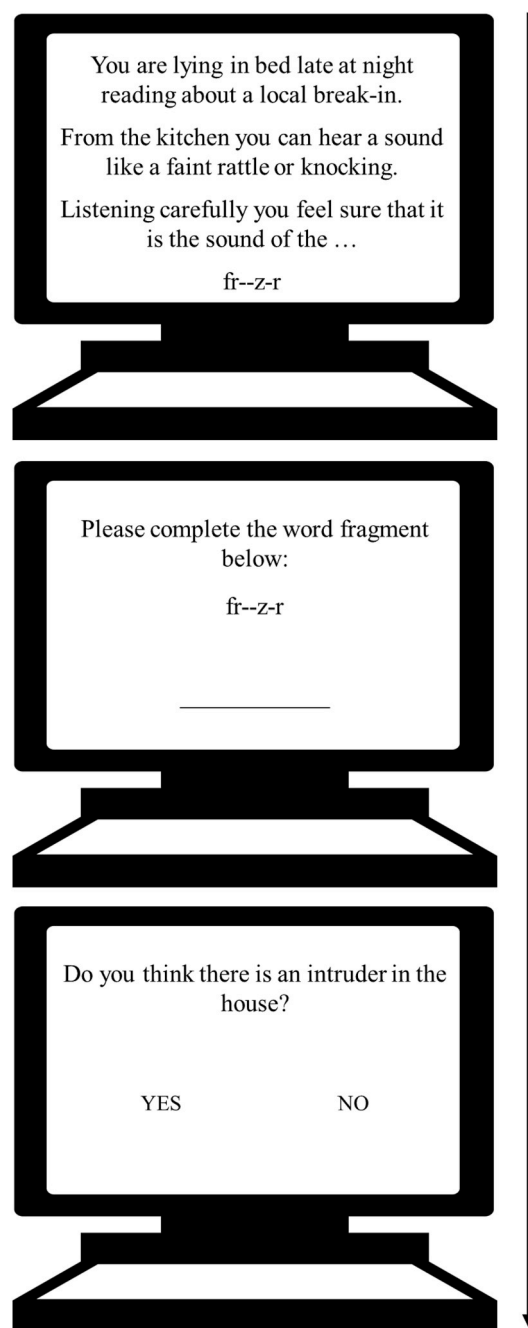 You are lying in bed late at night
reading about a local break-in.
From the kitchen you can hear a sound
like a faint rattle or knocking.
Listening carefully you feel sure that it
is the sound of the …
fr--z-r
Please complete the word fragment
below:
fr--z-r
Do you think there is an intruder in the
house?
YES NO